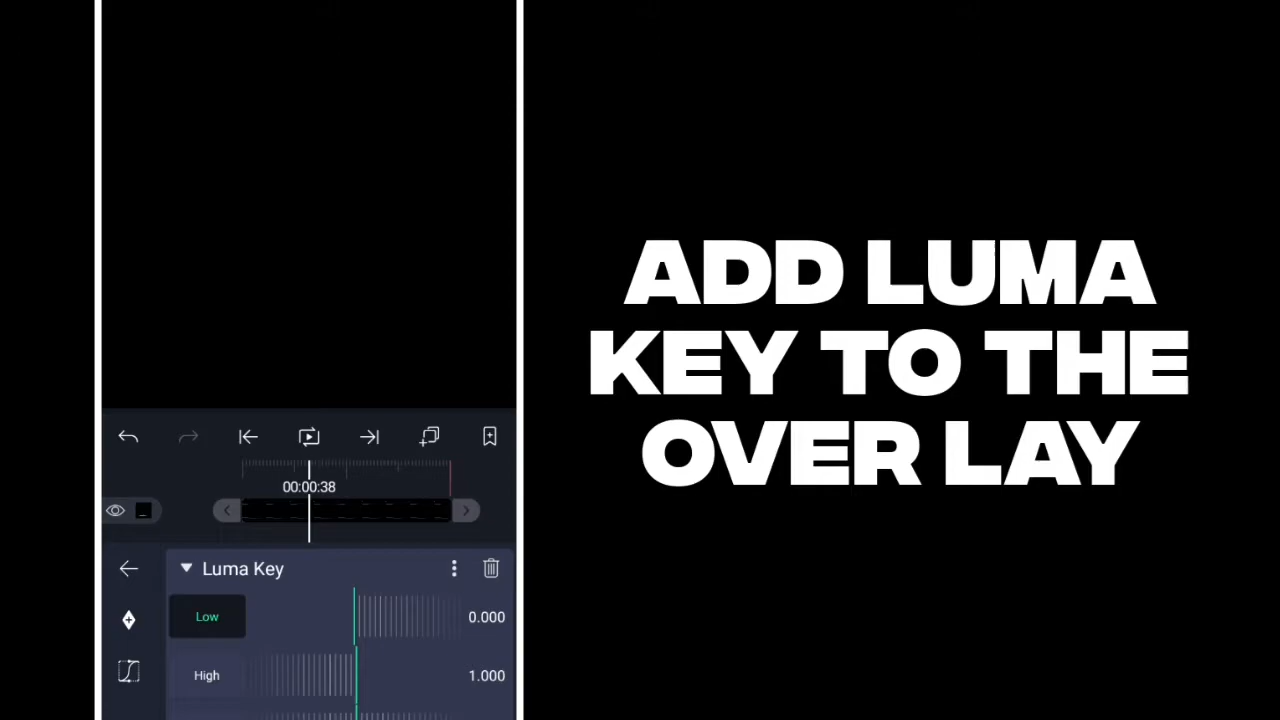 ADD LUMA
KEY TO THE
OVER LAY
00:00:38
Luma Key
Low 0.000
High 1.000